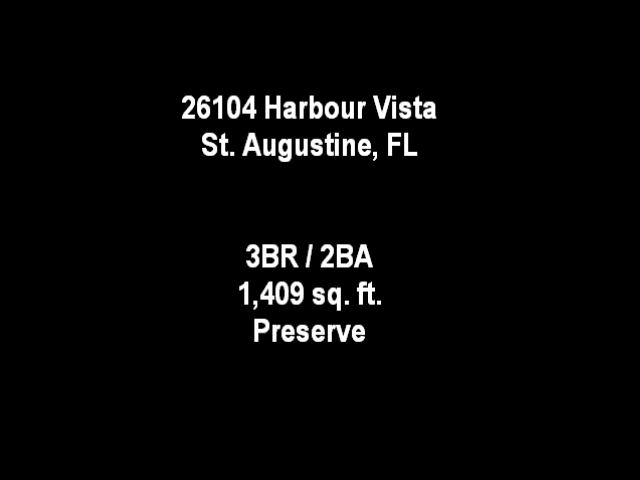 26104 Harbour Vista
St. Augustine, FL
3BR / 2BA
1,409 sq. ft.
Preserve